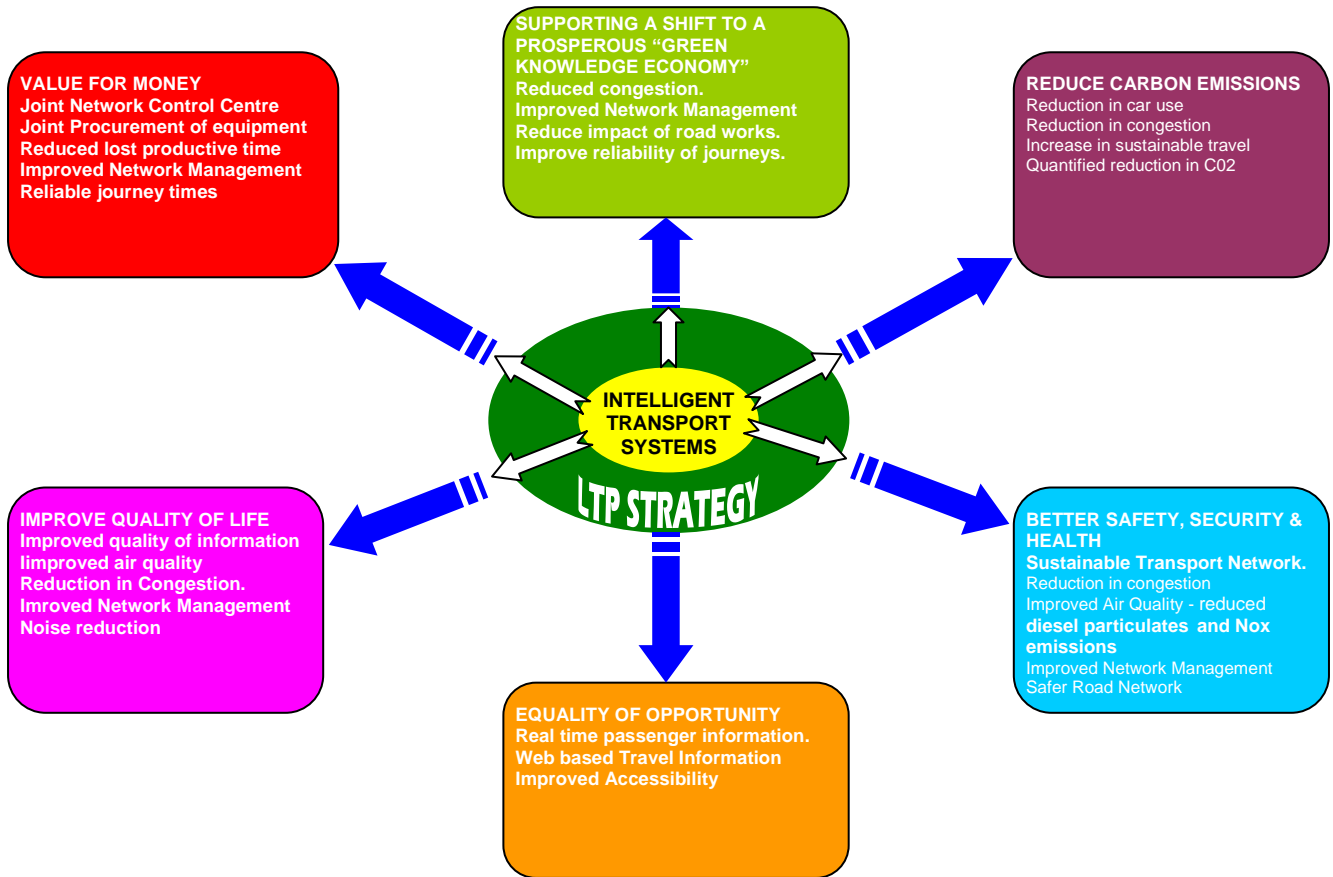 SUPPORTING A SHIFT TO A
PROSPEROUS “GREEN
KNOWLEDGE ECONOMY”
Reduced congestion.
Improved Network Management
Reduce impact of road works.
Improve reliability of journeys.
VALUE FOR MONEY
Joint Network Control Centre
Joint Procurement of equipment
Reduced lost productive time
Improved Network Management
Reliable journey times
REDUCE CARBON EMISSIONS
Reduction in car use
Reduction in congestion
Increase in sustainable travel
Quantified reduction in C02
INTELLIGENT
TRANSPORT
SYSTEMS
LTP STRATEGY
IMPROVE QUALITY OF LIFE
Improved quality of information
Iimproved air quality
Reduction in Congestion.
Imroved Network Management
Noise reduction
BETTER SAFETY, SECURITY &
HEALTH
Sustainable Transport Network.
Reduction in congestion
Improved Air Quality - reduced
diesel particulates and Nox
emissions
Improved Network Management
Safer Road Network
EQUALITY OF OPPORTUNITY
Real time passenger information.
Web based Travel Information
Improved Accessibility